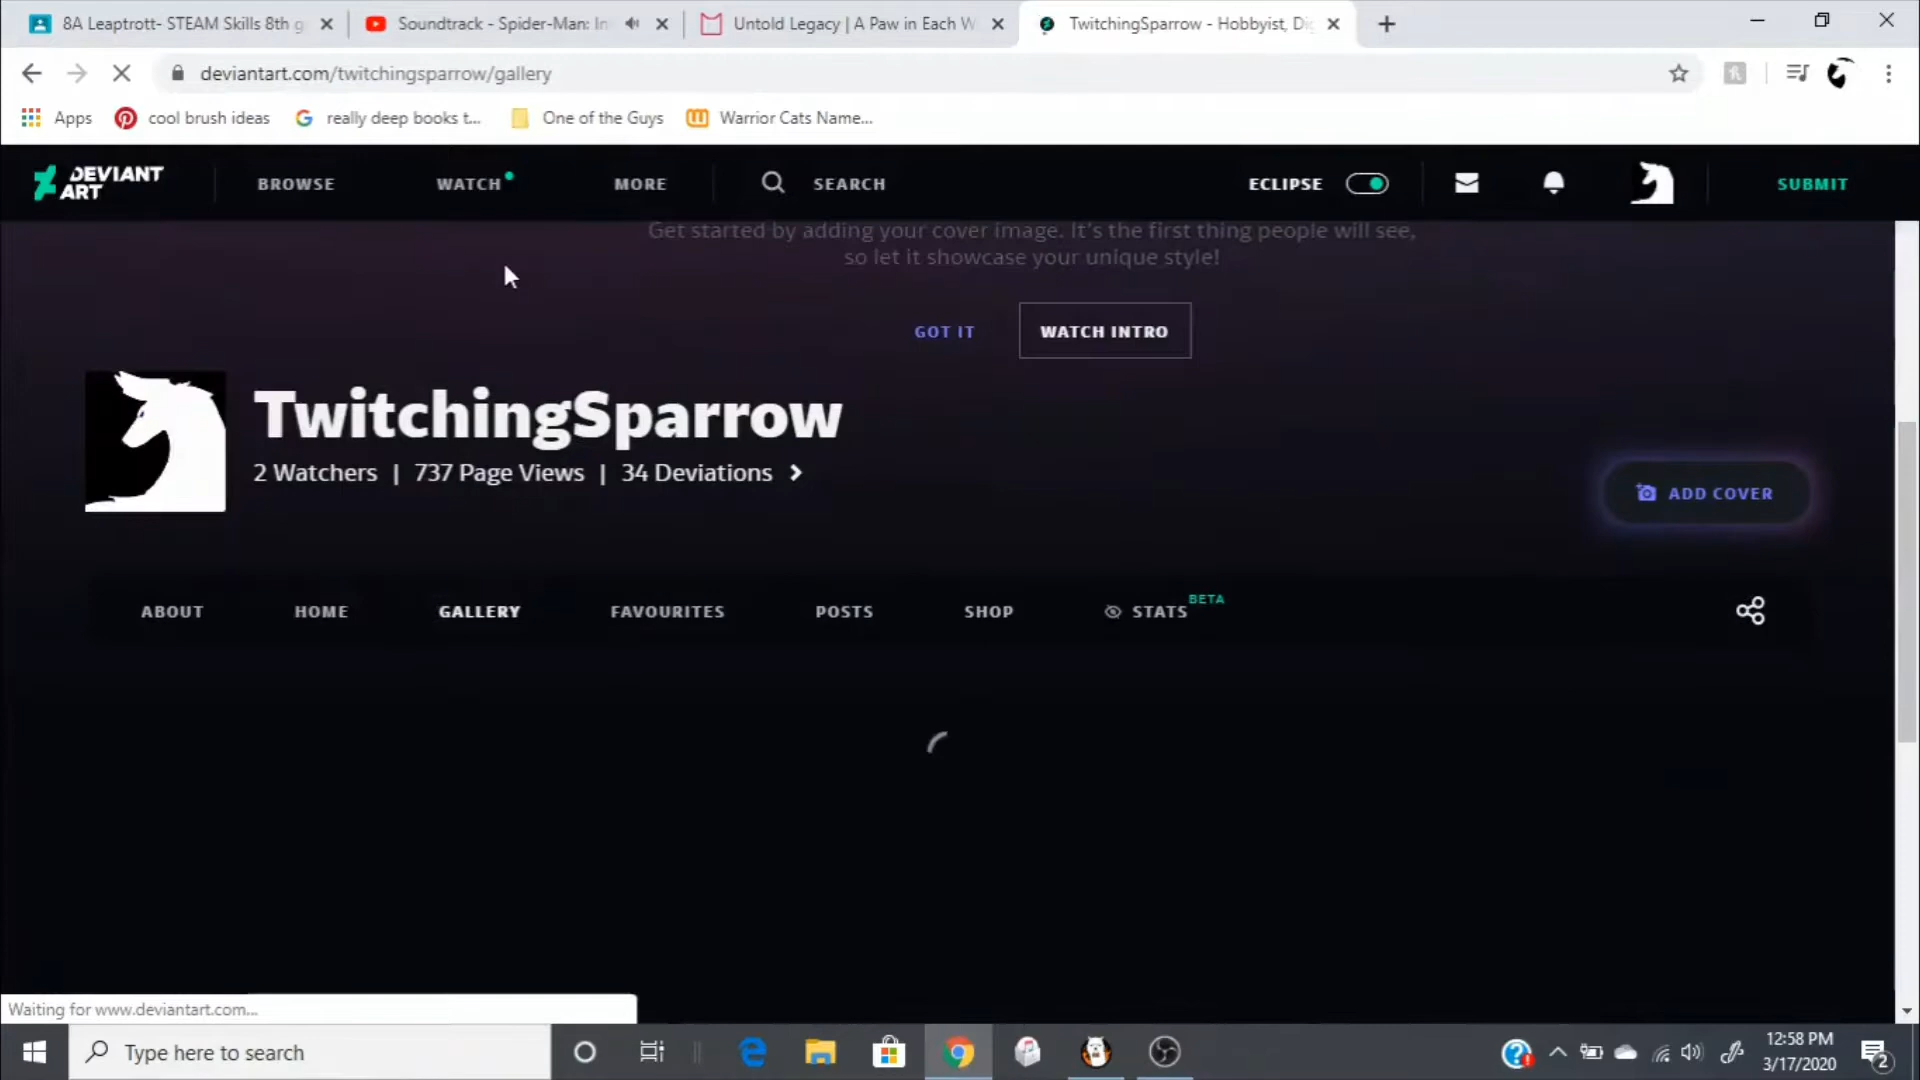 8A Leaptrott- STEAM Skills 8th g
Soundtrack - Spider-Man: In
Untold Legacy | A Paw in Each W
TwitchingSparrow - Hobbyist, Di
deviantart.com/twitchingsparrow/gallery
Apps
cool brush ideas
really deep books t...
One of the Guys
Warrior Cats Name...
DEVIANT
ART
BROWSE
WATCH
MORE
SEARCH
ECLIPSE
SUBMIT
Get started by adding your cover image. It's the first thing people will see,
so let it showcase your unique style!
GOT IT
WATCH INTRO
TwitchingSparrow
2 Watchers | 737 Page Views | 34 Deviations
ADD COVER
ABOUT
HOME
GALLERY
FAVOURITES
POSTS
SHOP
STATS BETA
Waiting for www.deviantart.com...
Type here to search
12:58 PM
3/17/2020
2